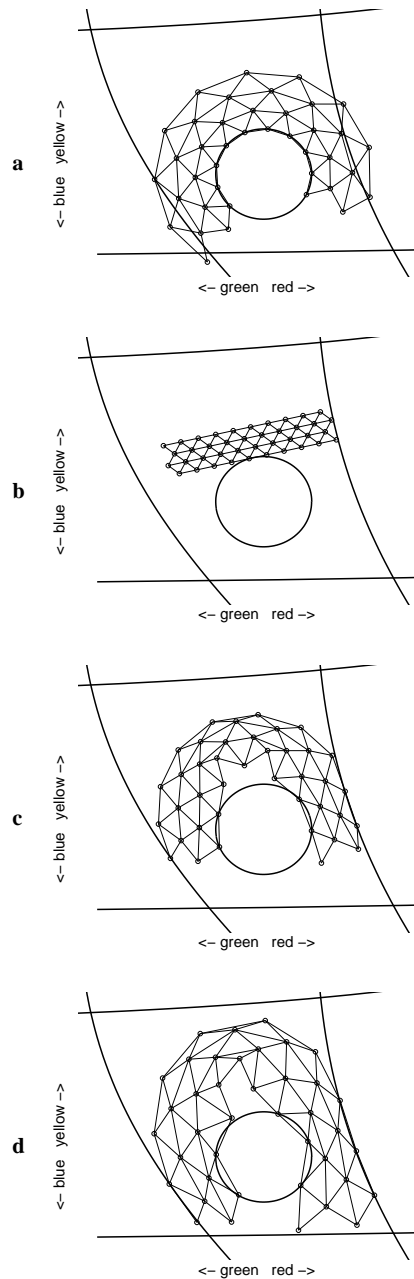 a
<– blue yellow –>
<– green red –>
b
<– blue yellow –>
<– green red –>
c
<– blue yellow –>
<– green red –>
d
<– blue yellow –>
<– green red –>